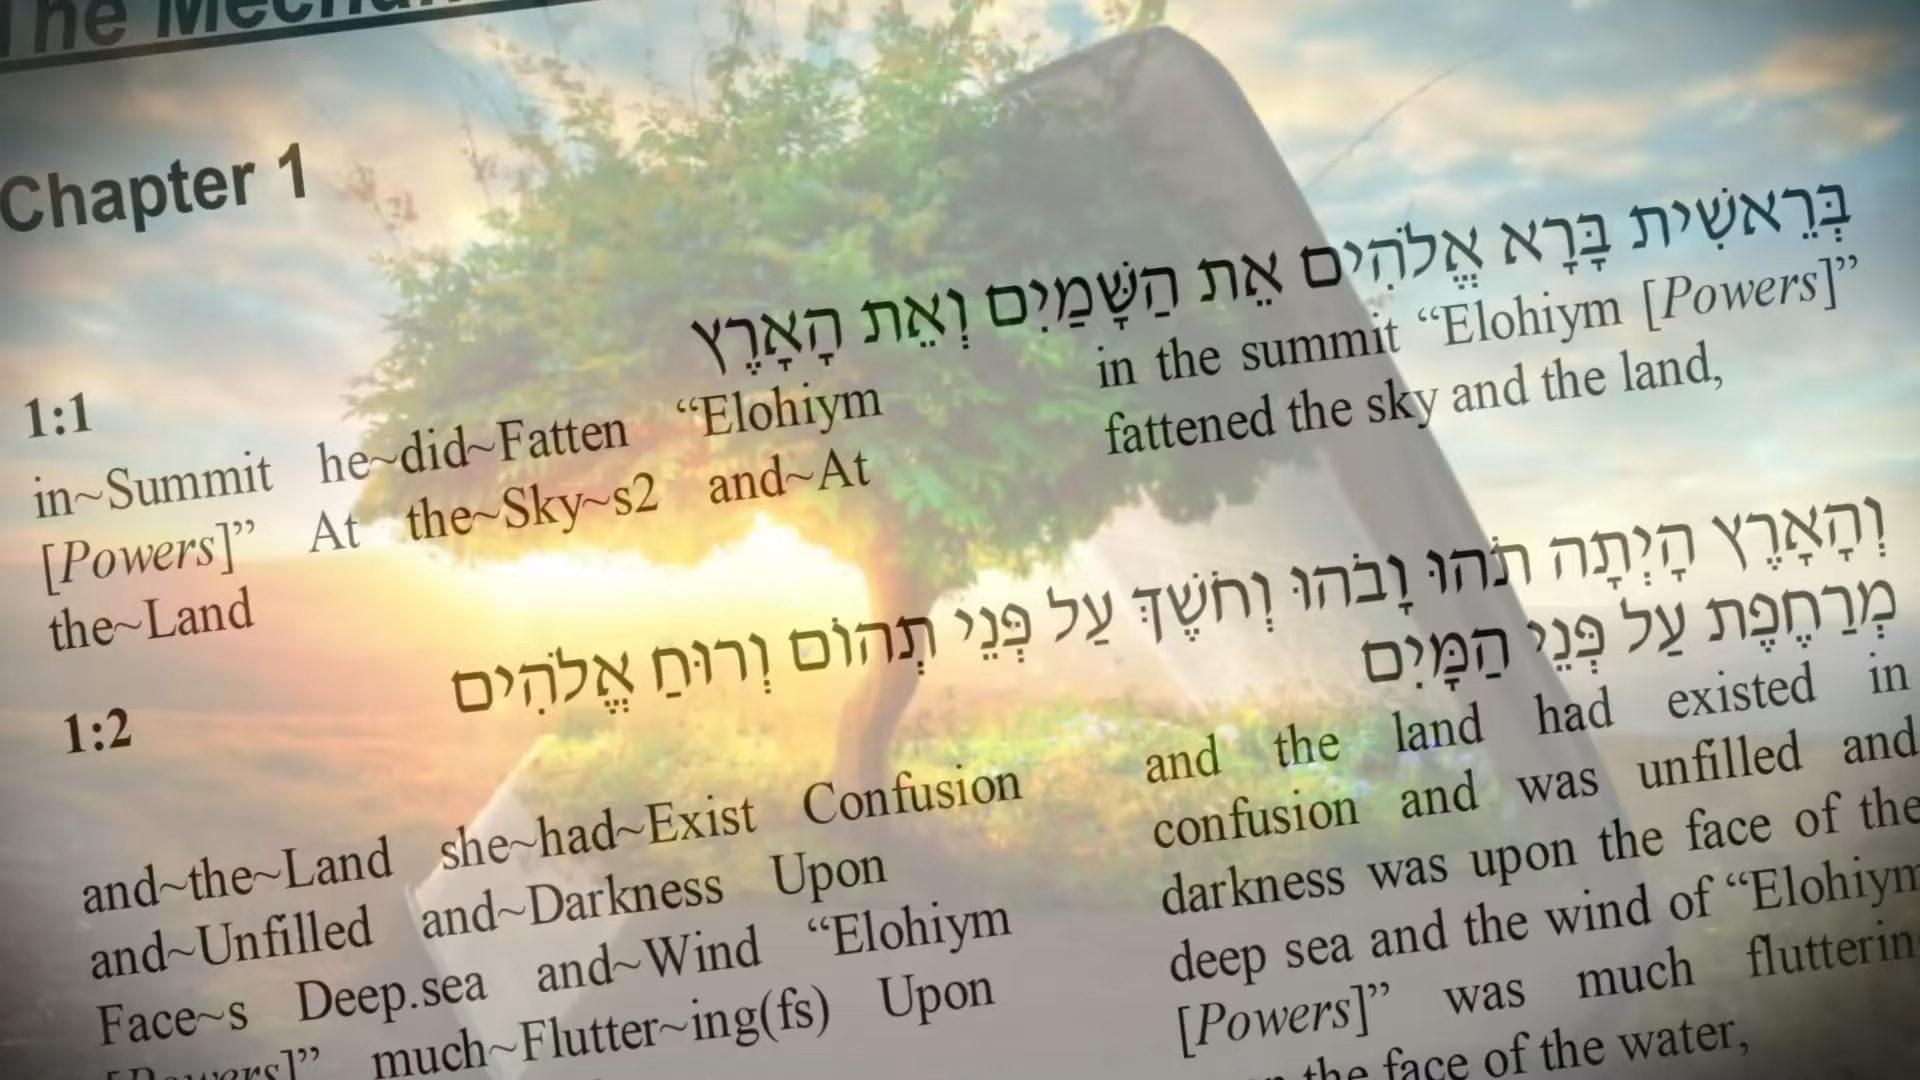 The
Chapter 1
1:1
בְּרֵאשִׁית בָּרָא אֱלֹהִים אֵת הַשָּׁמַיִם וְאֵת הָאָרֶץ
in~Summit he~did~Fatten “Elohiym
[Powers]” At the~Sky~s2 and~At
the~Land
in the summit “Elohiym [Powers]”
fattened the sky and the land,
1:2
וְהָאָרֶץ הָיְתָה תֹהוּ וָבֹהוּ וְחֹשֶׁךְ עַל פְּנֵי תְהוֹם וְרוּחַ אֱלֹהִים
מְרַחֶפֶת עַל פְּנֵי הַמָּיִם
and~the~Land she~had~Exist Confusion
and~Unfilled and~Darkness Upon
Face~s Deep.sea and~Wind “Elohiym
[Powers]” much~Flutter~ing(fs) Upon
and the land had existed in
confusion and was unfilled and
darkness was upon the face of the
deep sea and the wind of “Elohiym
[Powers]” was much
the face of the water,